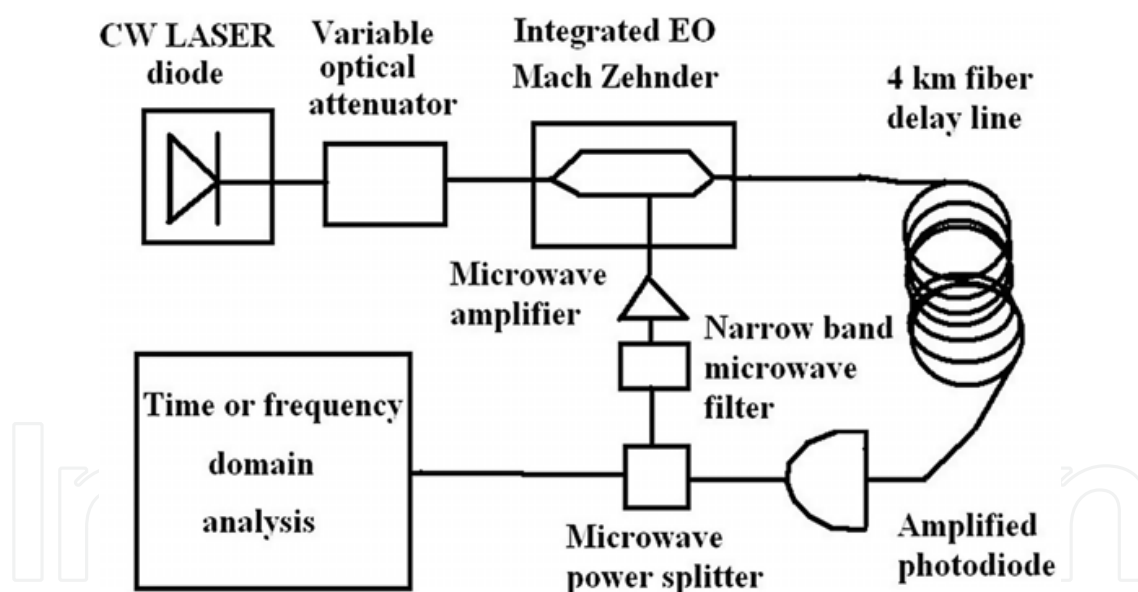 CW LASER
diode
Variable
optical
attenuator
Integrated EO
Mach Zehnder
4 km fiber
delay line
Microwave
amplifier
Narrow band
microwave
filter
Time or frequency
domain
analysis
Microwave
power splitter
Amplified
photodiode